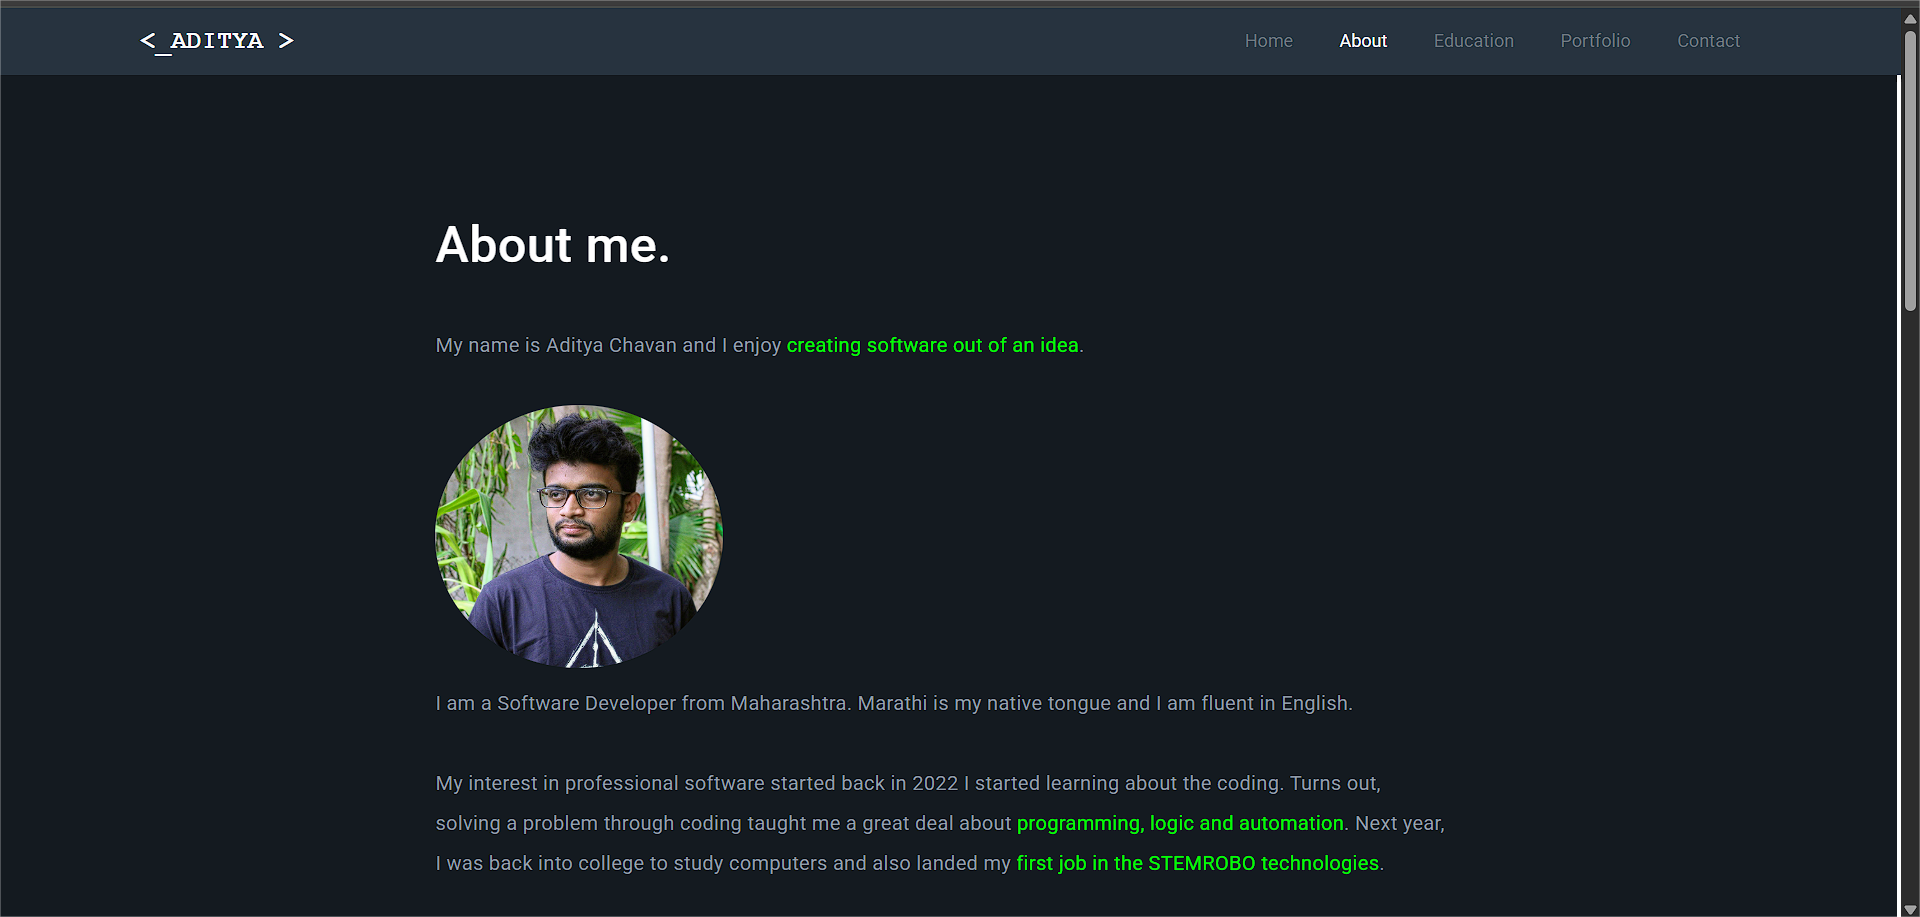 <_ADITYA >
Home About Education Portfolio Contact
About me.
My name is Aditya Chavan and I enjoy creating software out of an idea.
I am a Software Developer from Maharashtra. Marathi is my native tongue and I am fluent in English.
My interest in professional software started back in 2022 I started learning about the coding. Turns out,
solving a problem through coding taught me a great deal about programming, logic and automation. Next year,
I was back into college to study computers and also landed my first job in the STEMROBO technologies.